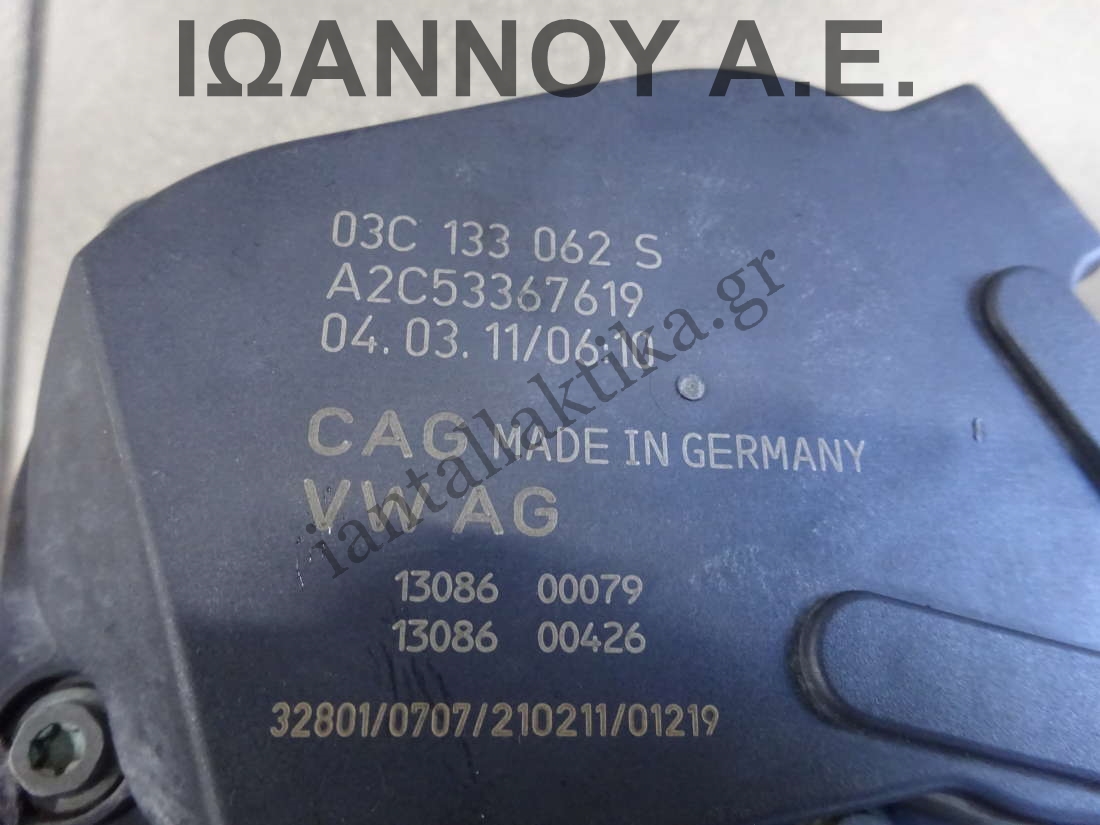 ΙΩΑΝΝΟΥ Α.Ε.
03C 133 062 S
A2C53367619
04.03.11/06:10
CAG MADE IN GERMANY
VW AG
iantallaktika.gr
13086 00079
13086 00426
32801/0707/210211/01219